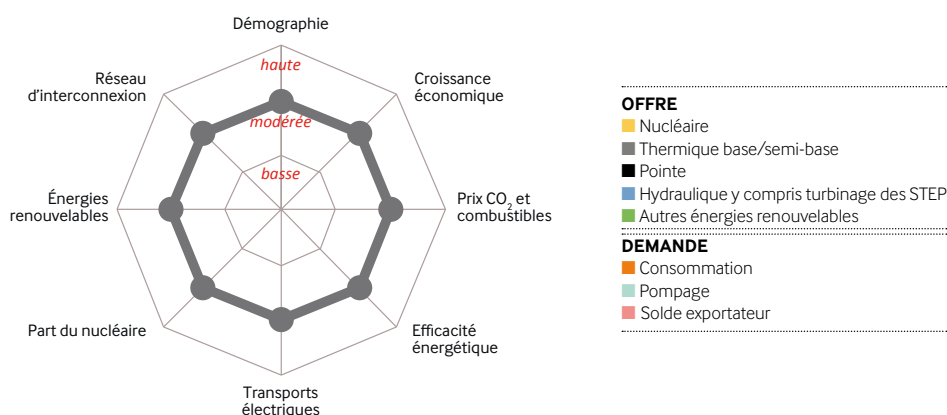 Démographie
haute
Réseau
d'interconnexion
Croissance
économique
modérée
basse
Énergies
renouvelables
Prix CO₂ et
combustibles
Part du nucléaire
Efficacité
énergétique
Transports
électriques
OFFRE
Nucléaire
Thermique base/semi-base
Pointe
Hydraulique y compris turbinage des STEP
Autres énergies renouvelables
DEMANDE
Consommation
Pompage
Solde exportateur